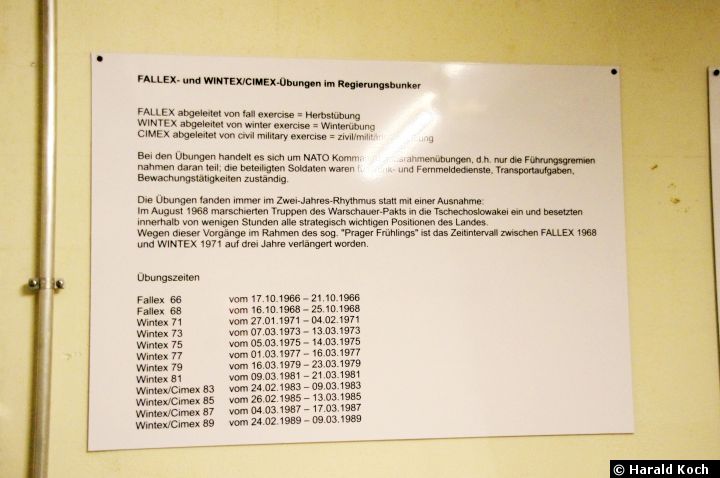 FALLEX- und WINTEX/CIMEX-Übungen im Regierungsbunker
FALLEX abgeleitet von fall exercise = Herbstübung
WINTEX abgeleitet von winter exercise = Winterübung
CIMEX abgeleitet von civil military exercise =
Bei den Übungen handelt es sich um NATO d.h. nur die Führungsgremien
nahmen daran teil; die beteiligten Soldaten waren und Fernmeldedienste, Transportaufgaben,
Bewachungstätigkeiten zuständig.
Die Übungen fanden immer im Zwei-Jahres-Rhythmus statt mit einer Ausnahme:
Im August 1968 marschierten Truppen des Warschauer-Pakts in die Tschechoslowakei ein und besetzten
innerhalb von wenigen Stunden alle strategisch wichtigen Positionen des Landes.
Wegen dieser Vorgänge im Rahmen des sog. "Prager Frühlings" ist das Zeitintervall zwischen FALLEX 1968
und WINTEX 1971 auf drei Jahre verlängert worden.
Übungszeiten
Fallex 66 vom 17.10.1966 – 21.10.1966
Fallex 68 vom 16.10.1968 – 25.10.1968
Wintex 71 vom 27.01.1971 – 04.02.1971
Wintex 73 vom 07.03.1973 – 13.03.1973
Wintex 75 vom 05.03.1975 – 14.03.1975
Wintex 77 vom 01.03.1977 – 16.03.1977
Wintex 79 vom 16.03.1979 – 23.03.1979
Wintex 81 vom 09.03.1981 – 21.03.1981
Wintex/Cimex 83 vom 24.02.1983 – 09.03.1983
Wintex/Cimex 85 vom 26.02.1985 – 13.03.1985
Wintex/Cimex 87 vom 04.03.1987 – 17.03.1987
Wintex/Cimex 89 vom 24.02.1989 – 09.03.1989
© Harald Koch